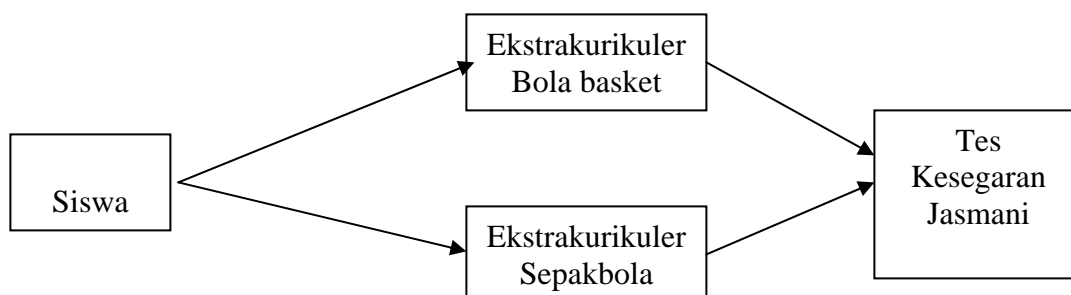 Siswa
Ekstrakurikuler
Bola basket
Ekstrakurikuler
Sepakbola
Tes
Kesegaran
Jasmani